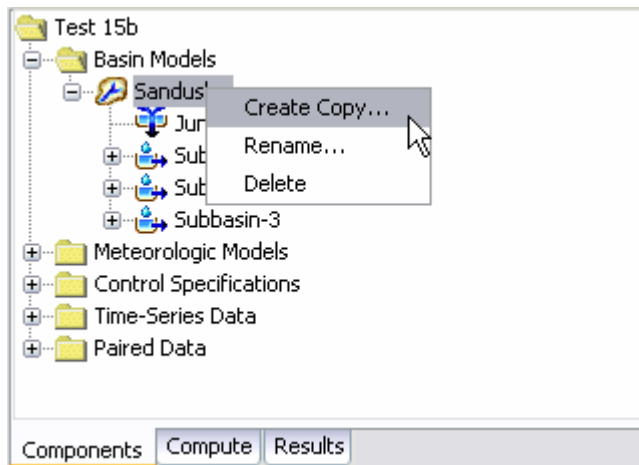 Test 15b
Basin Models
Create Copy...
Rename...
Delete
Subbasin-3
Meteorologic Models
Control Specifications
Time-Series Data
Paired Data
Components Compute Results